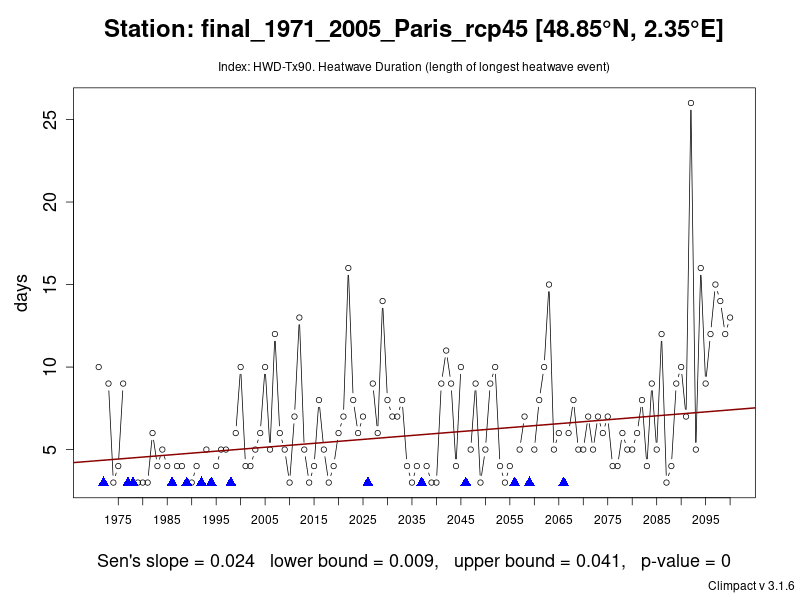 Station: final_1971_2005_Paris_rcp45 [48.85°N, 2.35°E]
Index: HWD-Tx90. Heatwave Duration (length of longest heatwave event)
25
20
15
10
5
days
1975 1985 1995 2005 2015 2025 2035 2045 2055 2065 2075 2085 2095
Sen's slope = 0.024 lower bound = 0.009, upper bound = 0.041, p-value = 0
Climpact v 3.1.6